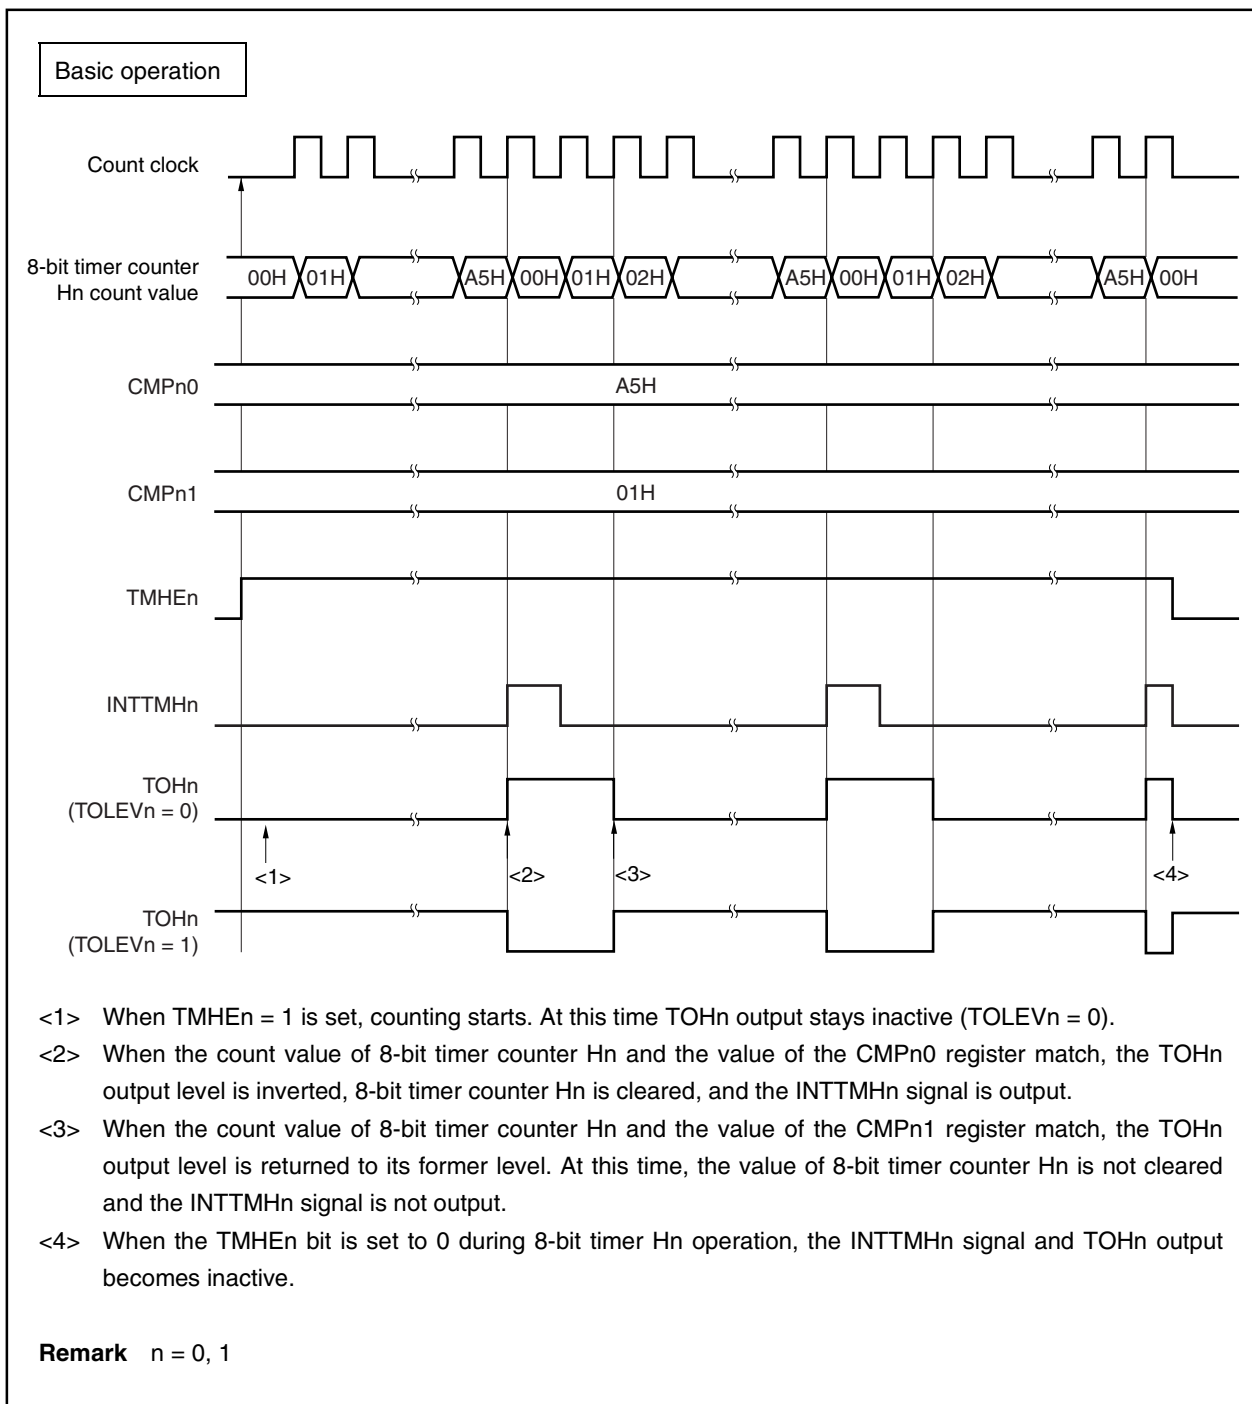 Basic operation
Count clock
8-bit timer counter
Hn count value
00H 01H A5H 00H 01H 02H A5H 00H 01H 02H A5H 00H
CMPn0
A5H
CMPn1
01H
TMHEn
INTTMHn
TOHn
(TOLEVn = 0)
<1> <2> <3> <4>
TOHn
(TOLEVn = 1)
<1> When TMHEn = 1 is set, counting starts. At this time TOHn output stays inactive (TOLEVn = 0).
<2> When the count value of 8-bit timer counter Hn and the value of the CMPn0 register match, the TOHn
output level is inverted, 8-bit timer counter Hn is cleared, and the INTTMHn signal is output.
<3> When the count value of 8-bit timer counter Hn and the value of the CMPn1 register match, the TOHn
output level is returned to its former level. At this time, the value of 8-bit timer counter Hn is not cleared
and the INTTMHn signal is not output.
<4> When the TMHEn bit is set to 0 during 8-bit timer Hn operation, the INTTMHn signal and TOHn output
becomes inactive.
Remark n = 0, 1